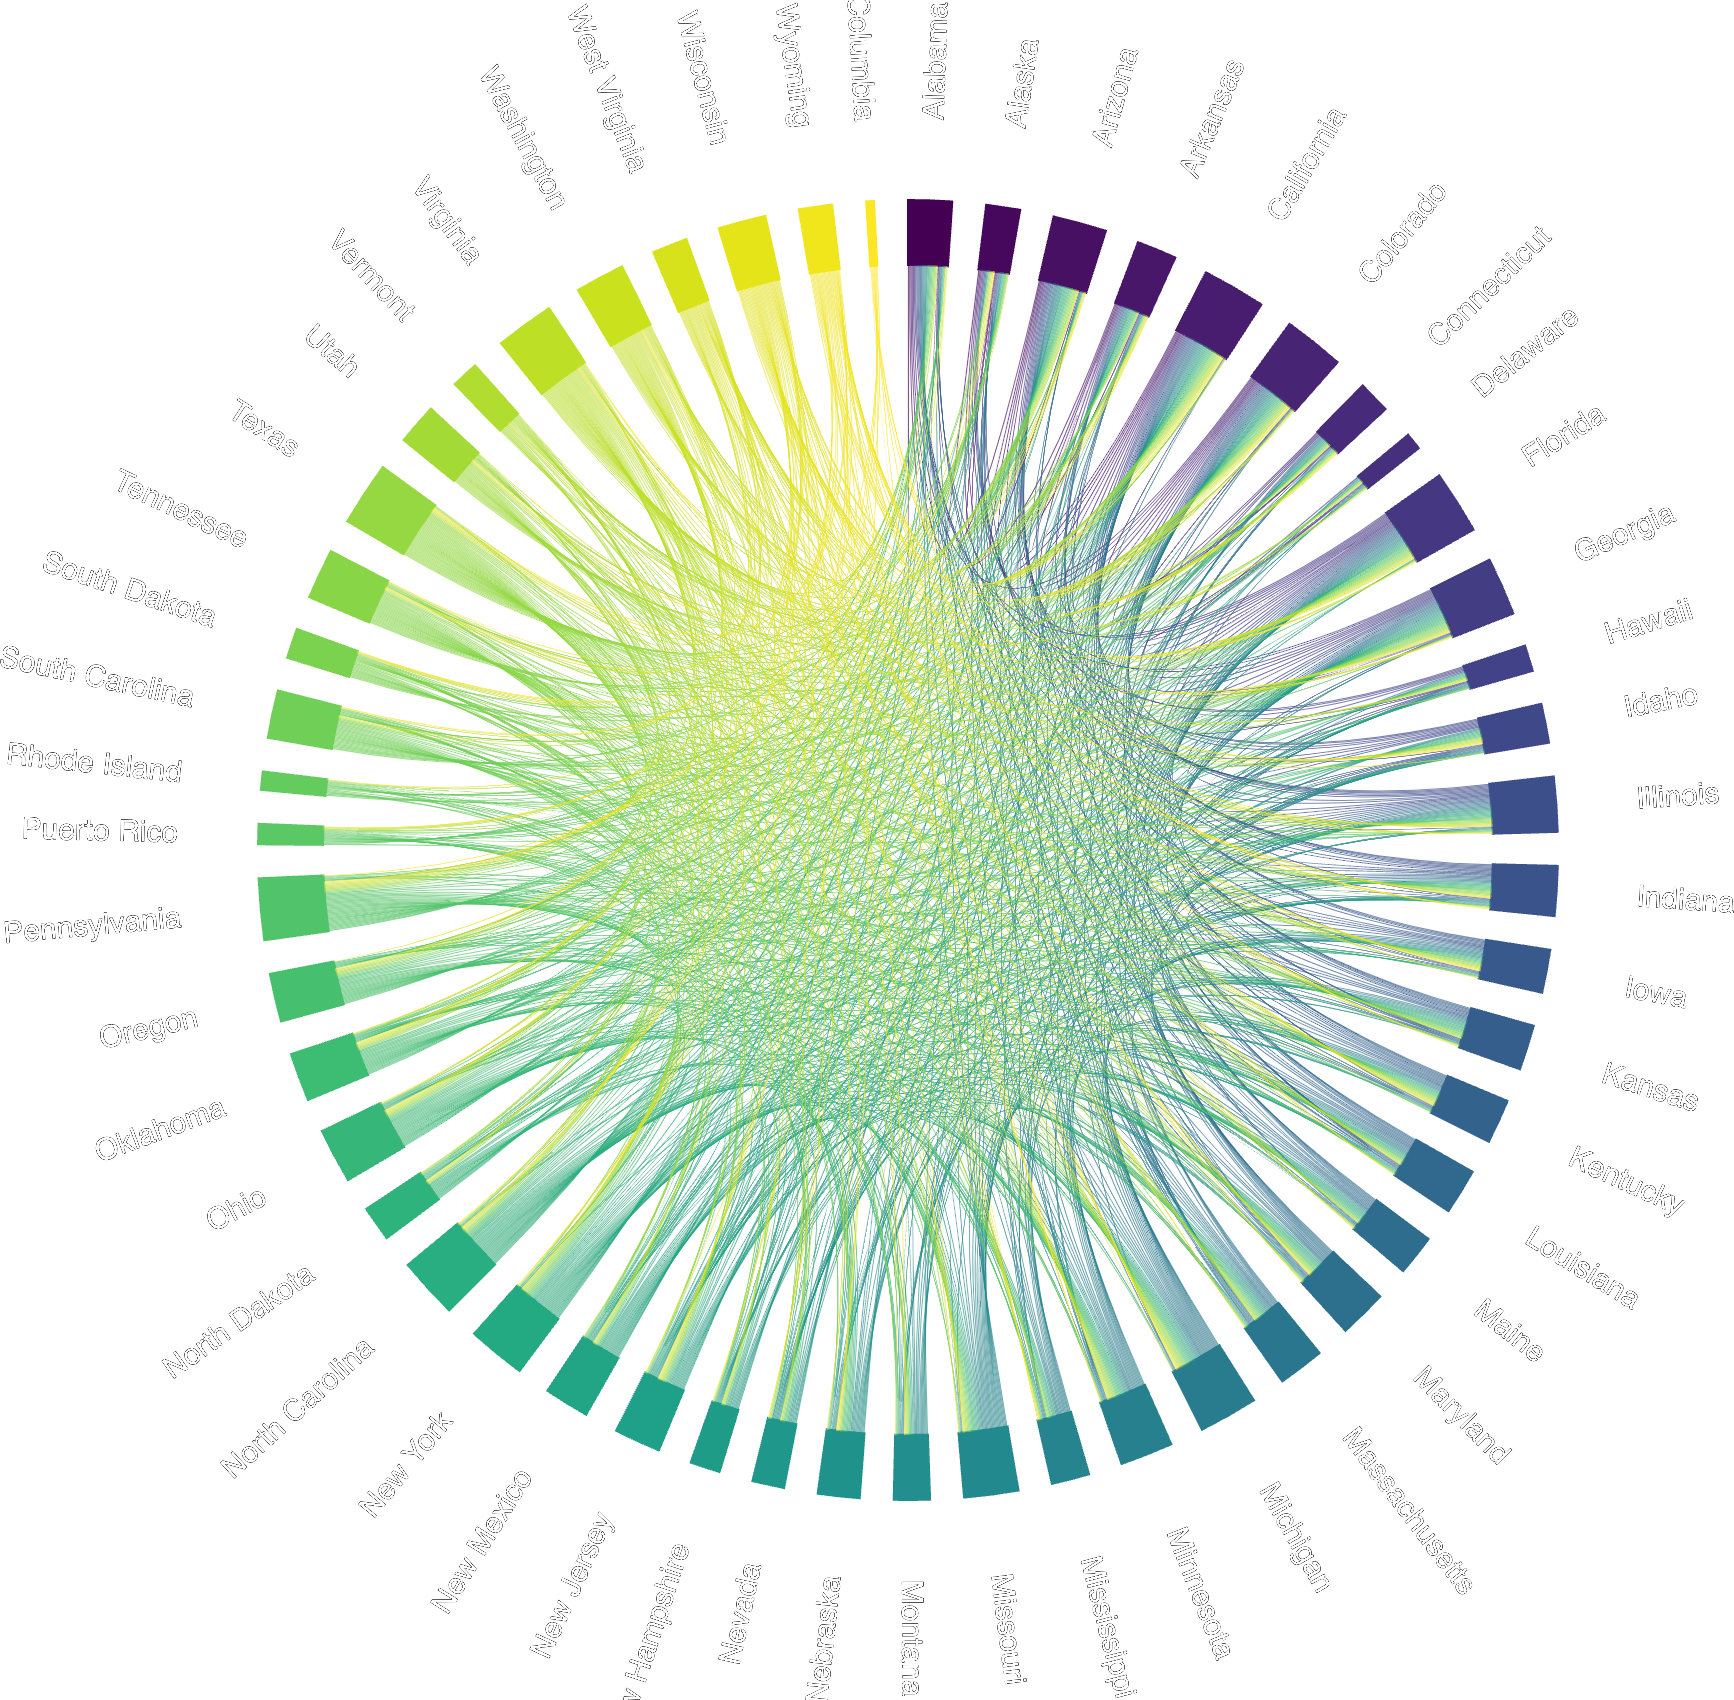 Alabama
Alaska
Arizona
Arkansas
California
Colorado
Connecticut
Delaware
Florida
Georgia
Hawaii
Idaho
Illinois
Indiana
Iowa
Kansas
Kentucky
Louisiana
Maine
Maryland
Massachusetts
Michigan
Minnesota
Mississippi
Missouri
Montana
Nebraska
Nevada
Hampshire
New Jersey
New Mexico
New York
North Carolina
North Dakota
Ohio
Oklahoma
Oregon
Pennsylvania
Puerto Rico
Rhode Island
South Carolina
South Dakota
Tennessee
Texas
Utah
Vermont
Virginia
Washington
West Virginia
Wisconsin
Wyoming
Columbia